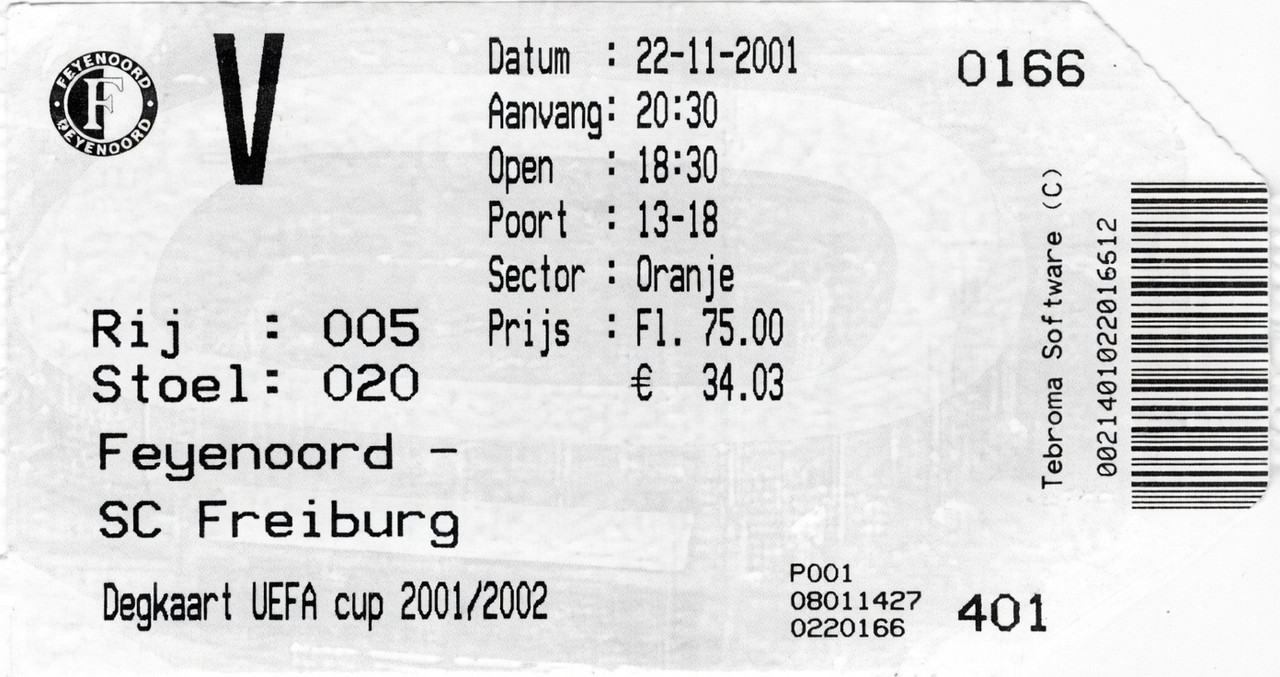 FEYENOORD
F
FEYENOORD
V
Datum : 22-11-2001
Aanvang: 20:30
Open : 18:30
Poort : 13-18
Sector : Oranje
Prijs : Fl. 75.00
€ 34.03
0166
Rij : 005
Stoel: 020
Feyenoord -
SC Freiburg
Degkaart UEFA cup 2001/2002
P001
08011427
0220166
401
Tebroma Software (C)
0021401022016612